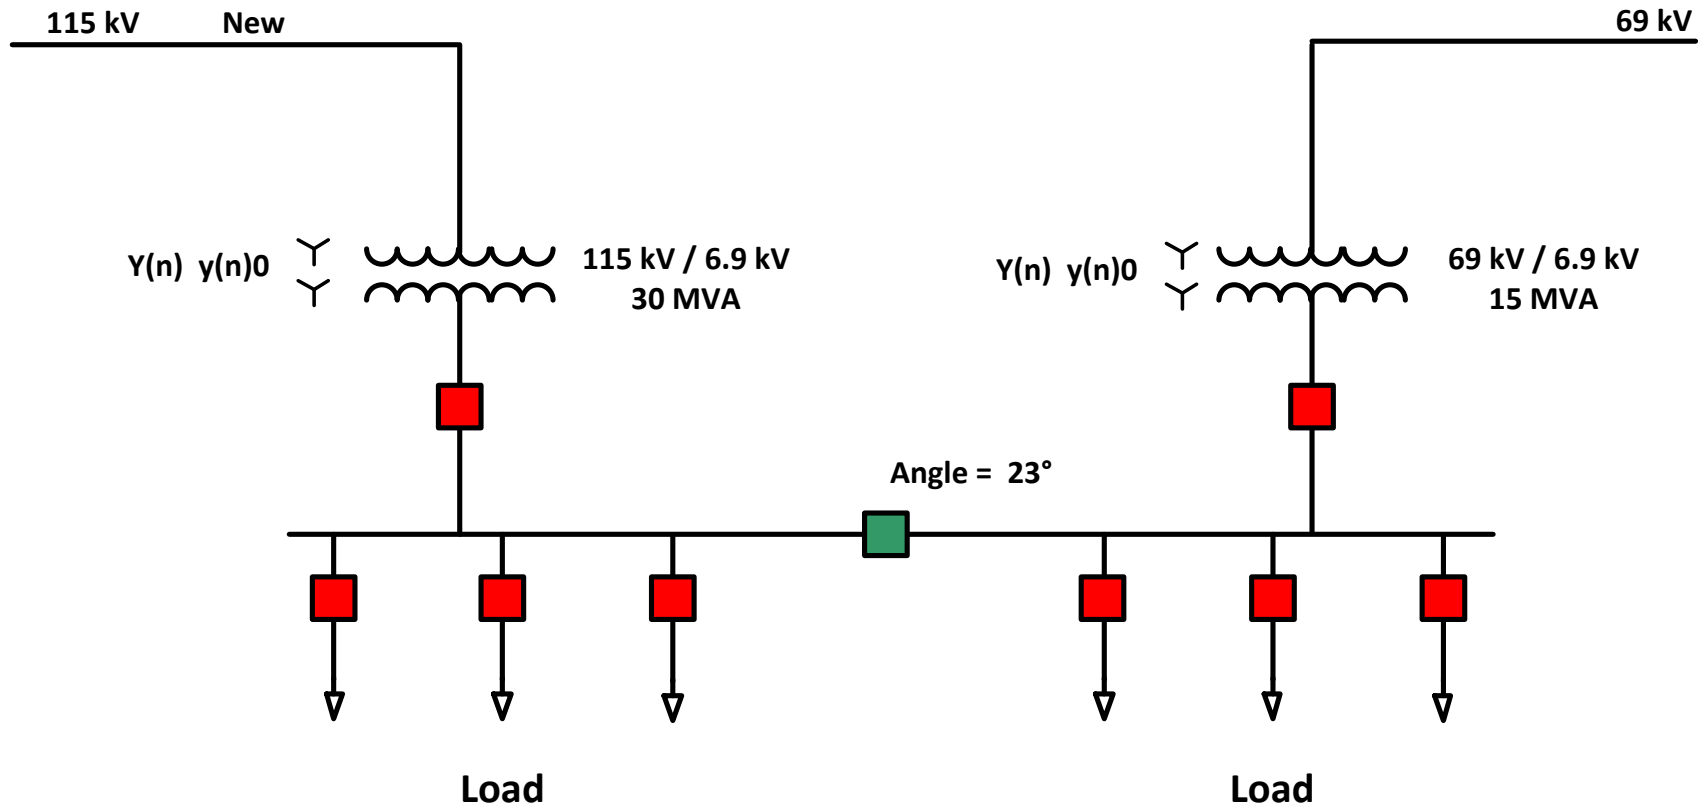 115 kV New
69 kV
Y(n) y(n)0
115 kV / 6.9 kV
30 MVA
Y(n) y(n)0
69 kV / 6.9 kV
15 MVA
Angle = 23°
Load
Load